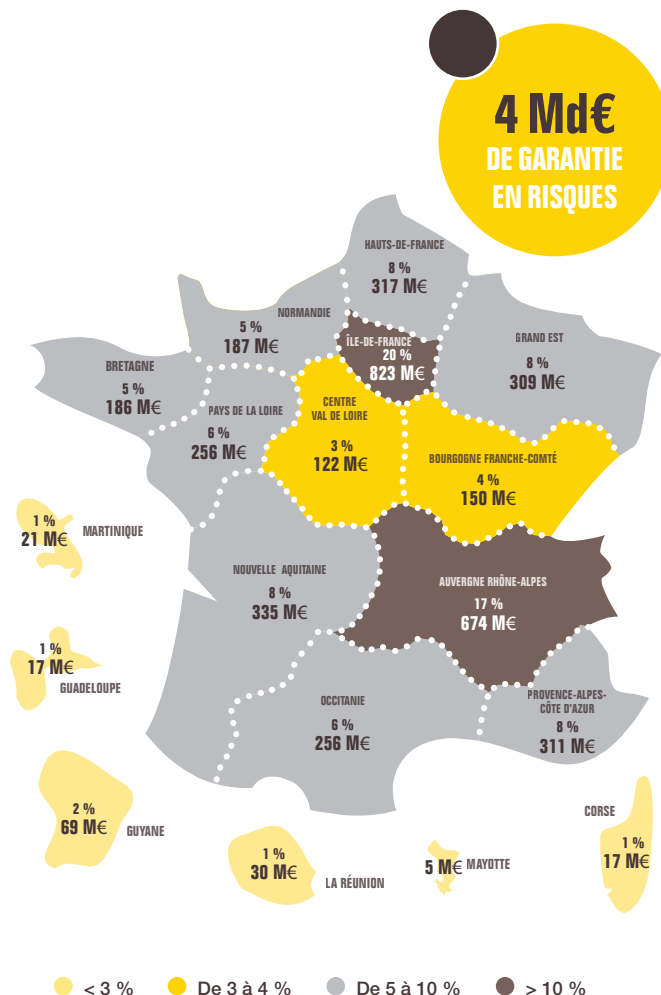 4 Md€
DE GARANTIE
EN RISQUES
HAUTS-DE-FRANCE
8 %
317 M€
NORMANDIE
5 %
187 M€
ÎLE-DE-FRANCE
20 %
823 M€
GRAND EST
8 %
309 M€
BRETAGNE
5 %
186 M€
PAYS DE LA LOIRE
6 %
256 M€
CENTRE
VAL DE LOIRE
3 %
122 M€
BOURGOGNE FRANCHE-COMTÉ
4 %
150 M€
1 %
21 M€
MARTINIQUE
NOUVELLE AQUITAINE
8 %
335 M€
AUVERGNE RHÔNE-ALPES
17 %
674 M€
1 %
17 M€
GUADELOUPE
OCCITANIE
6 %
256 M€
PROVENCE-ALPES-
CÔTE D'AZUR
8 %
311 M€
2 %
69 M€
GUYANE
1 %
30 M€
LA RÉUNION
5 M€
MAYOTTE
CORSE
1 %
17 M€
< 3 %
De 3 à 4 %
De 5 à 10 %
> 10 %